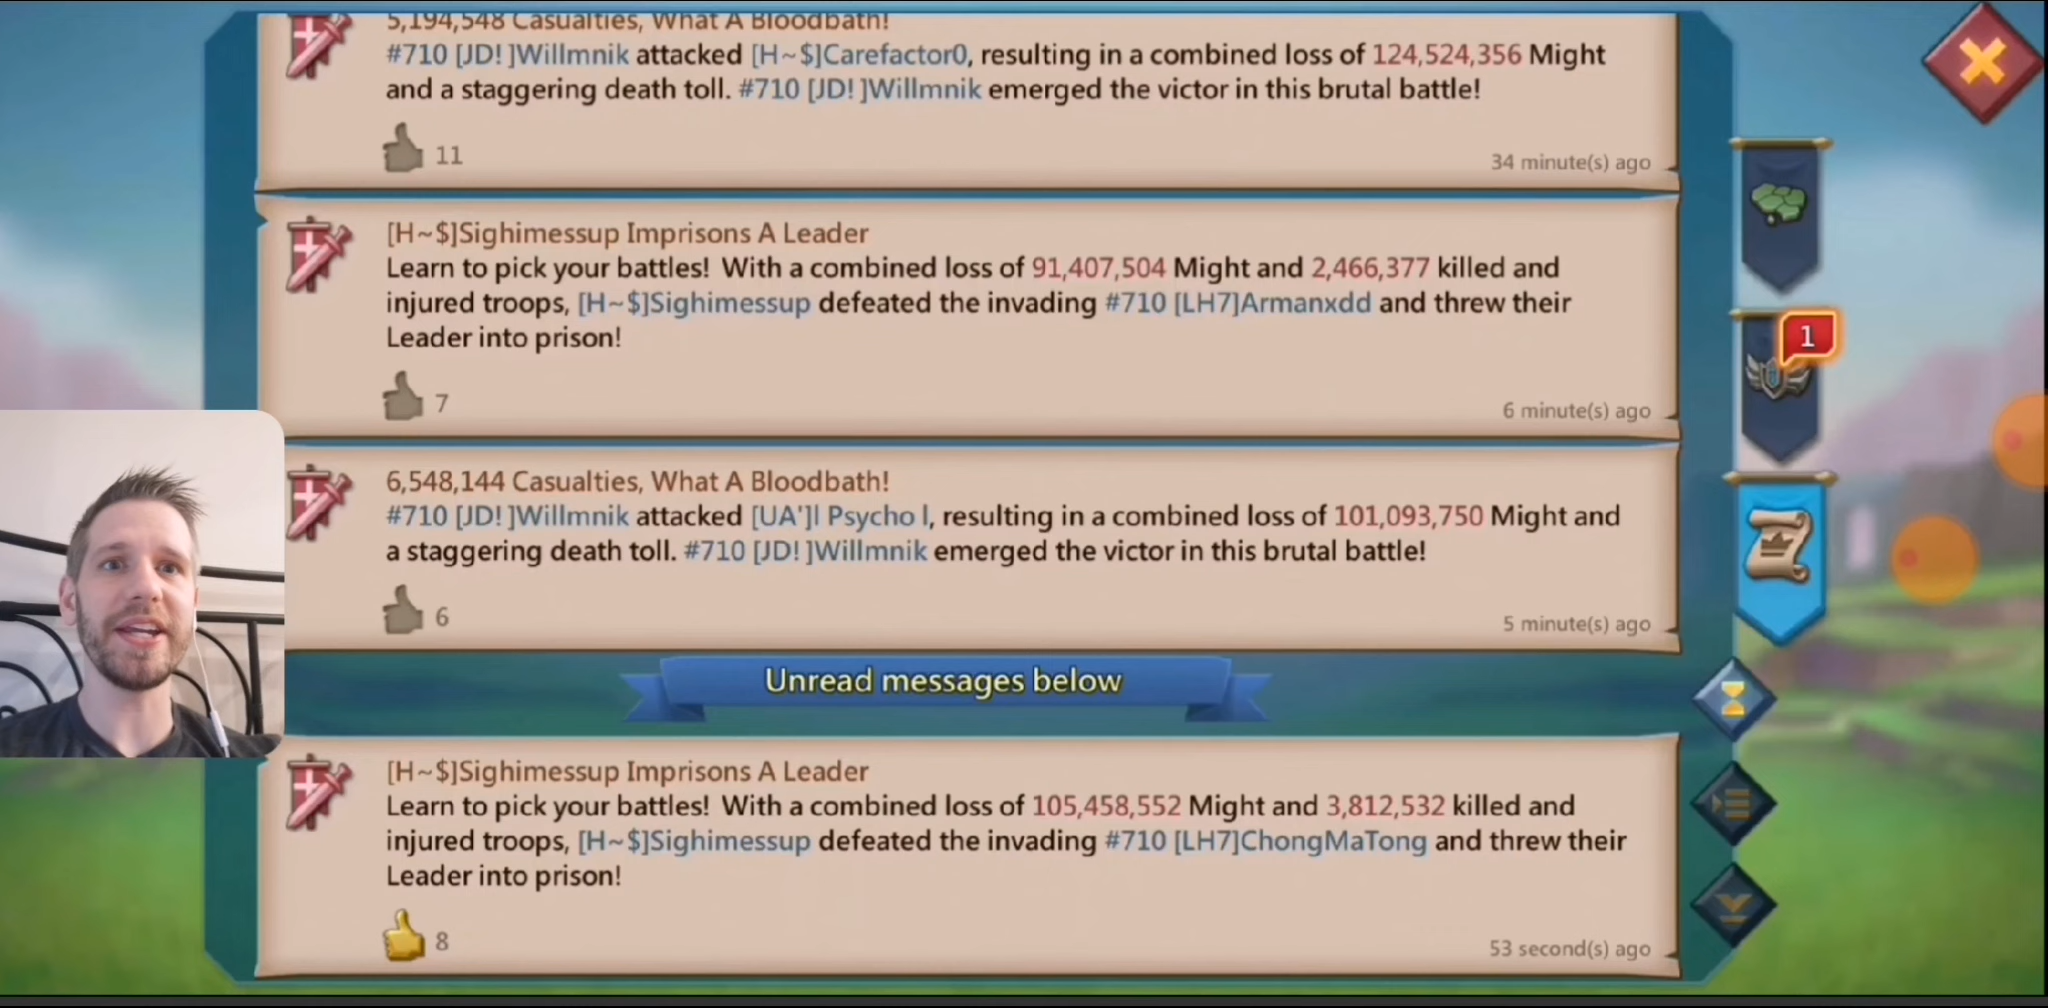 5,194,548 Casualties, What A Bloodbath!
#710 [JD! ]Willmnik attacked [H~$]Carefactor0, resulting in a combined loss of 124,524,356 Might
and a staggering death toll. #710 [JD! ]Willmnik emerged the victor in this brutal battle!
11
34 minute(s) ago
[H~$]Sighimessup Imprisons A Leader
Learn to pick your battles! With a combined loss of 91,407,504 Might and 2,466,377 killed and
injured troops, [H~$]Sighimessup defeated the invading #710 [LH7]Armanxdd and threw their
Leader into prison!
7
6 minute(s) ago
1
6,548,144 Casualties, What A Bloodbath!
#710 [JD! ]Willmnik attacked [UA']l Psycho l, resulting in a combined loss of 101,093,750 Might and
a staggering death toll. #710 [JD! ]Willmnik emerged the victor in this brutal battle!
6
5 minute(s) ago
Unread messages below
[H~$]Sighimessup Imprisons A Leader
Learn to pick your battles! With a combined loss of 105,458,552 Might and 3,812,532 killed and
injured troops, [H~$]Sighimessup defeated the invading #710 [LH7]ChongMaTong and threw their
Leader into prison!
8
53 second(s) ago